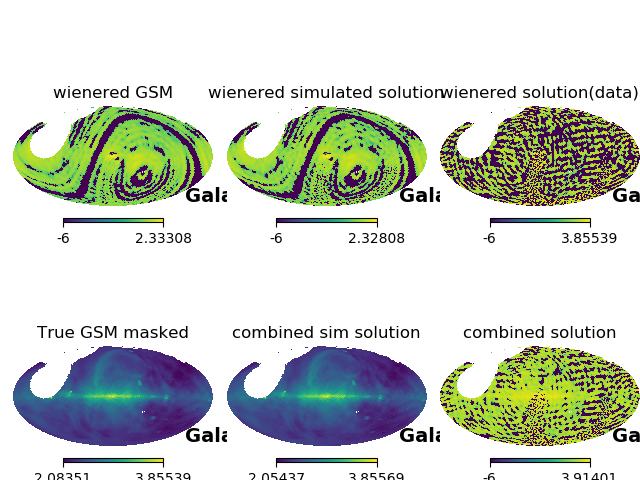 wienered GSM
wienered simulated solution
wienered solution(data)
Gala
Gala
Ga
-6 2.33308
-6 2.32808
-6 3.85539
True GSM masked
combined sim solution
combined solution
Gala
Gala
Ga
2.08351 3.85539
2.05437 3.85569
-6 3.91401